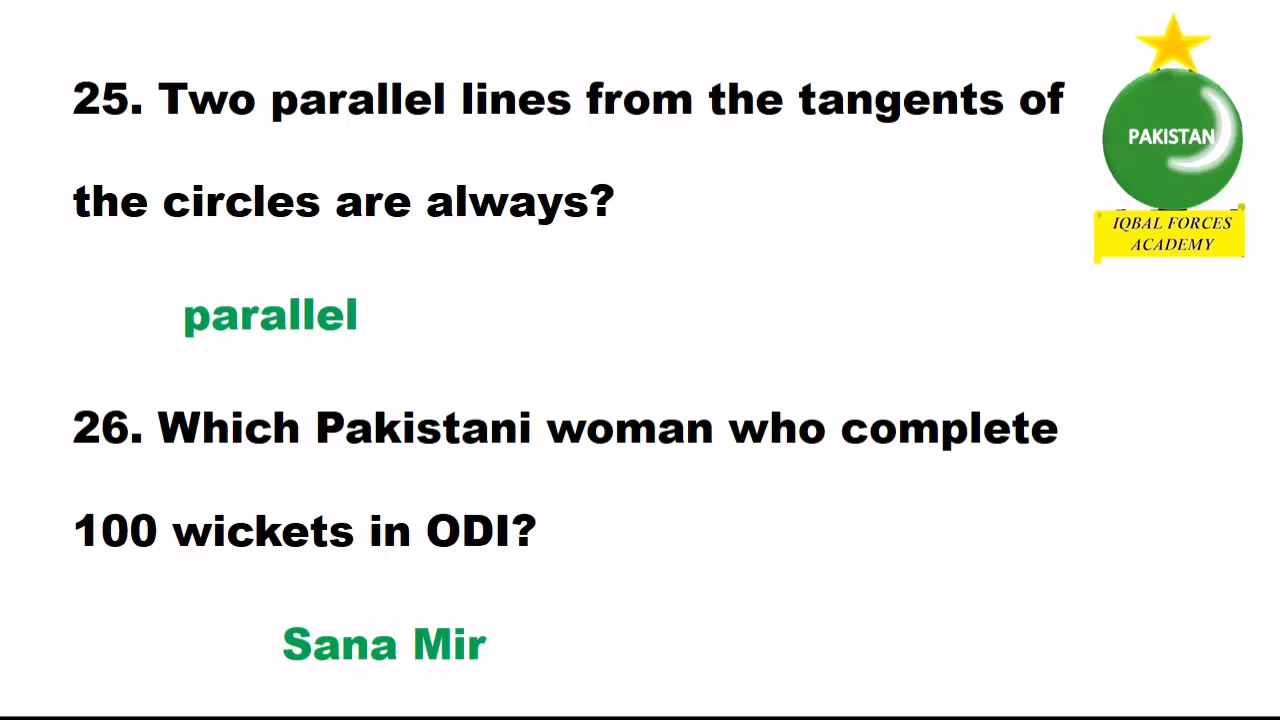 25. Two parallel lines from the tangents of
the circles are always?
parallel
26. Which Pakistani woman who complete
100 wickets in ODI?
Sana Mir
PAKISTAN
IQBAL FORCES
ACADEMY